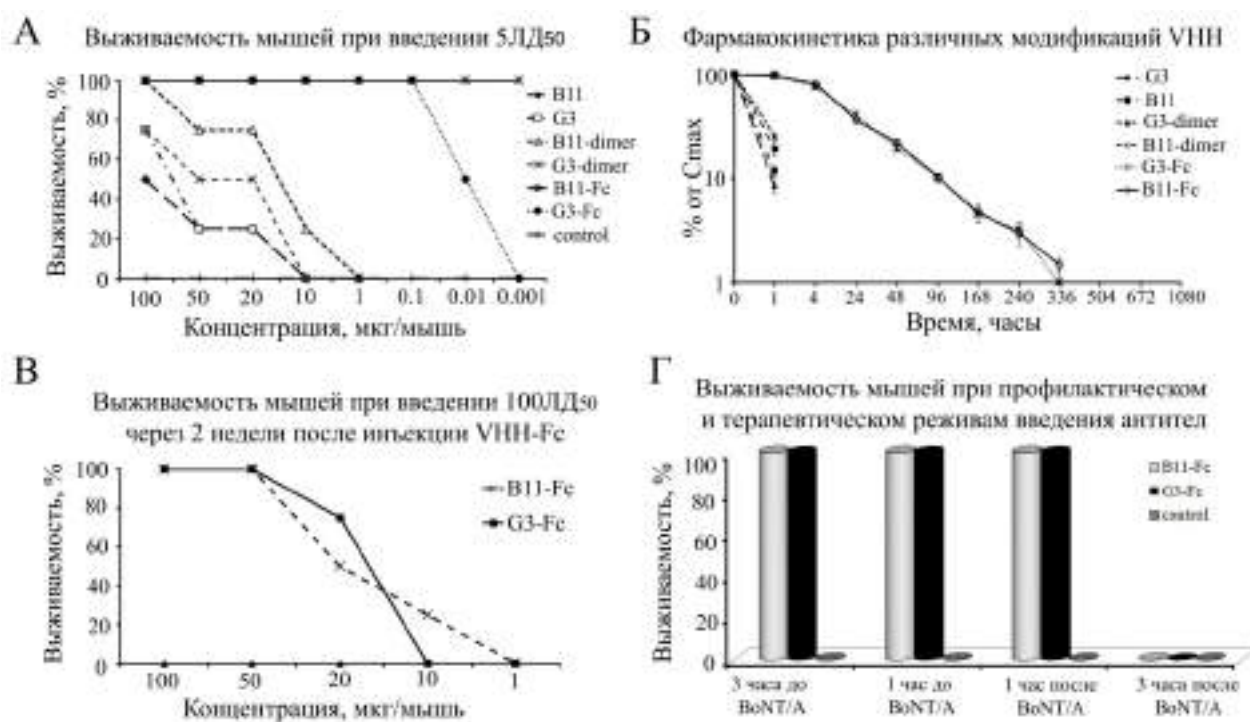 А
Выживаемость мышей при введении 5ЛД50
Выживаемость, %
100
80
60
40
20
0
100 50 20 10 1 0.1 0.01 0.001
Концентрация, мкг/мышь
B11
G3
B11-dimer
G3-dimer
B11-Fc
G3-Fc
control
Б
Фармакокинетика различных модификаций VHH
% от Cmax
100
10
1
0 1 4 24 48 96 168 240 336 504 672 1080
Время, часы
G3
B11
G3-dimer
B11-dimer
G3-Fc
B11-Fc
В
Выживаемость мышей при введении 100ЛД50
через 2 недели после инъекции VHH-Fc
Выживаемость, %
100
80
60
40
20
0
100 50 20 10 1
Концентрация, мкг/мышь
B11-Fc
G3-Fc
Г
Выживаемость мышей при профилактическом
и терапевтическом реживам введения антител
Выживаемость, %
100
80
60
40
20
0
3 часа до
BoNT/A
1 час до
BoNT/A
1 час после
BoNT/A
3 часа после
BoNT/A
B11-Fc
G3-Fc
control